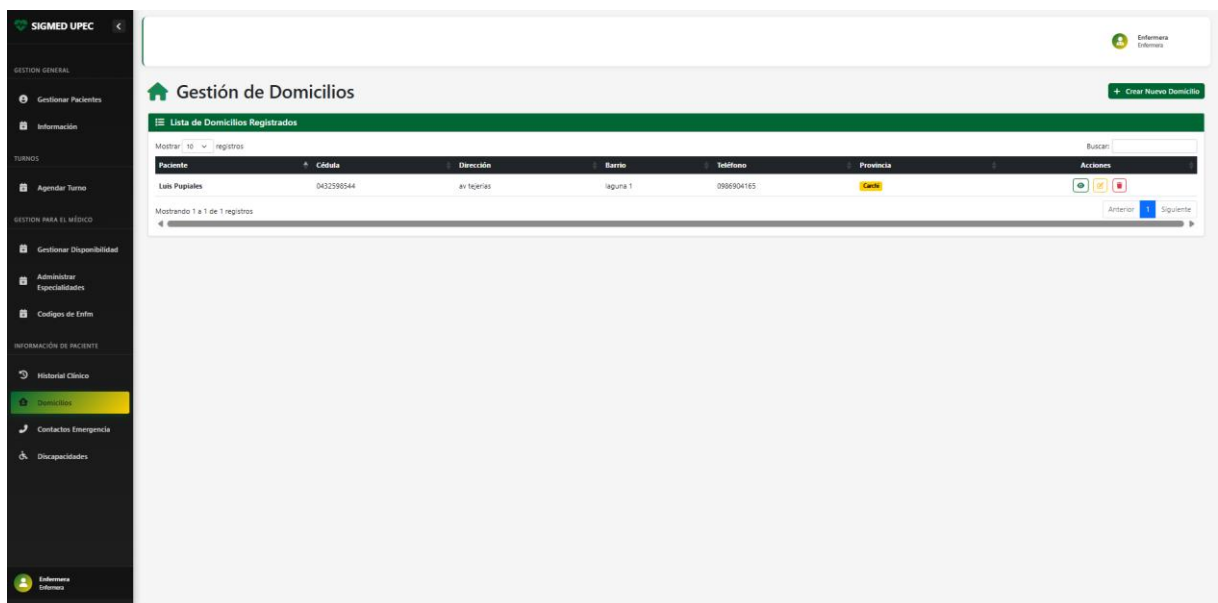 SIGMED UPEC
GESTION GENERAL
Gestionar Pacientes
Información
TURNOS
Agendar Turno
GESTION PARA EL MÉDICO
Gestionar Disponibilidad
Administrar
Especialidades
Codigos de Enfm
INFORMACIÓN DE PACIENTE
Historial Clínico
Domicilios
Contactos Emergencia
Discapacidades
Enfermera
Enfermera
Enfermera
Enfermera
Gestión de Domicilios
+ Crear Nuevo Domicilio
Lista de Domicilios Registrados
Mostrar 10 registros
Buscar:
Paciente Cédula Dirección Barrio Teléfono Provincia Acciones
Luis Pupiales 0432598544 av tejerias laguna 1 0986904165 Carchi
Mostrando 1 a 1 de 1 registros
Anterior 1 Siguiente